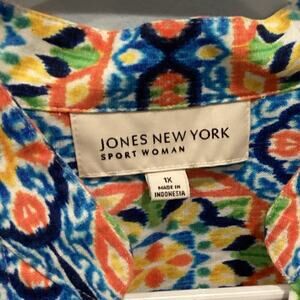 JONES NEW YORK
SPORT WOMAN
1X
MADE IN
INDONESIA